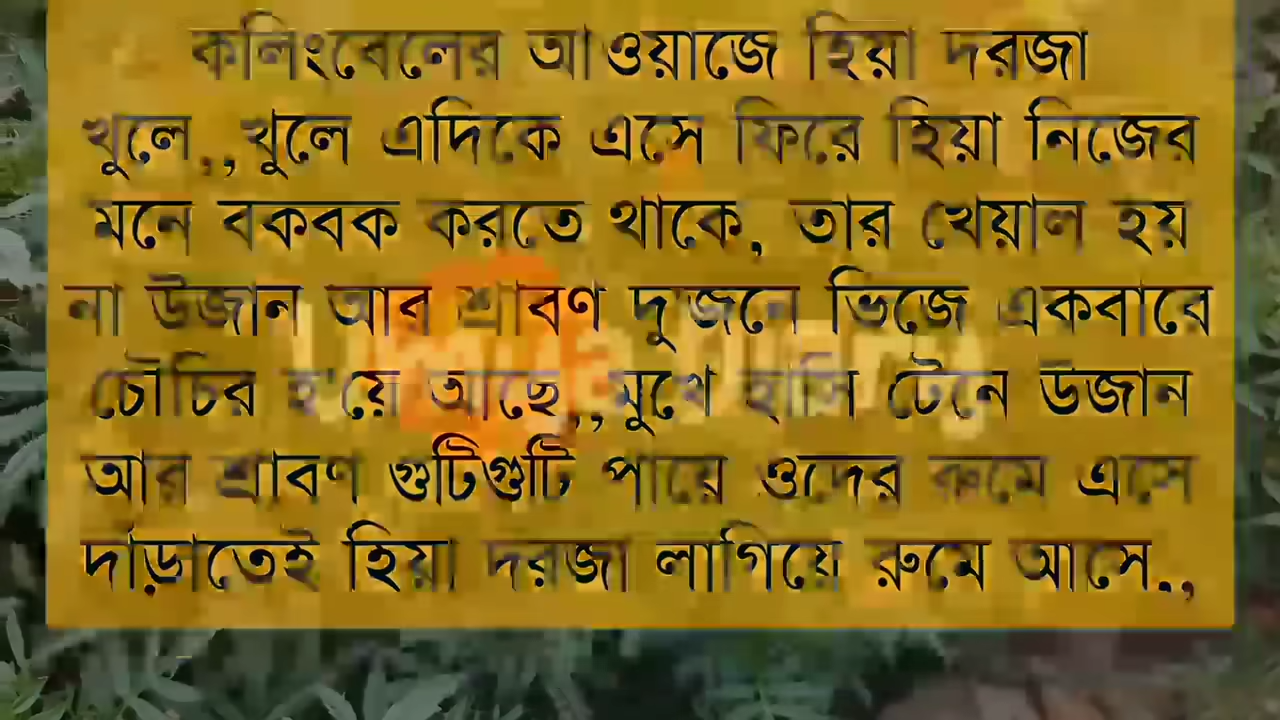 কলিংবেলের আওয়াজে হিয়া দরজা
খুলে,,খুলে এদিকে এসে ফিরে হিয়া নিজের
মনে বকবক করতে থাকে, তার খেয়াল হয়
না উজান আর শ্রাবণ দু'জনে ভিজে একবারে
চৌচির হ'য়ে আছে,,মুখে হাসি টেনে উজান
আর শ্রাবণ গুটিগুটি পায়ে ওদের রুমে এসে
দাঁড়াতেই হিয়া দরজা লাগিয়ে রুমে আসে.,